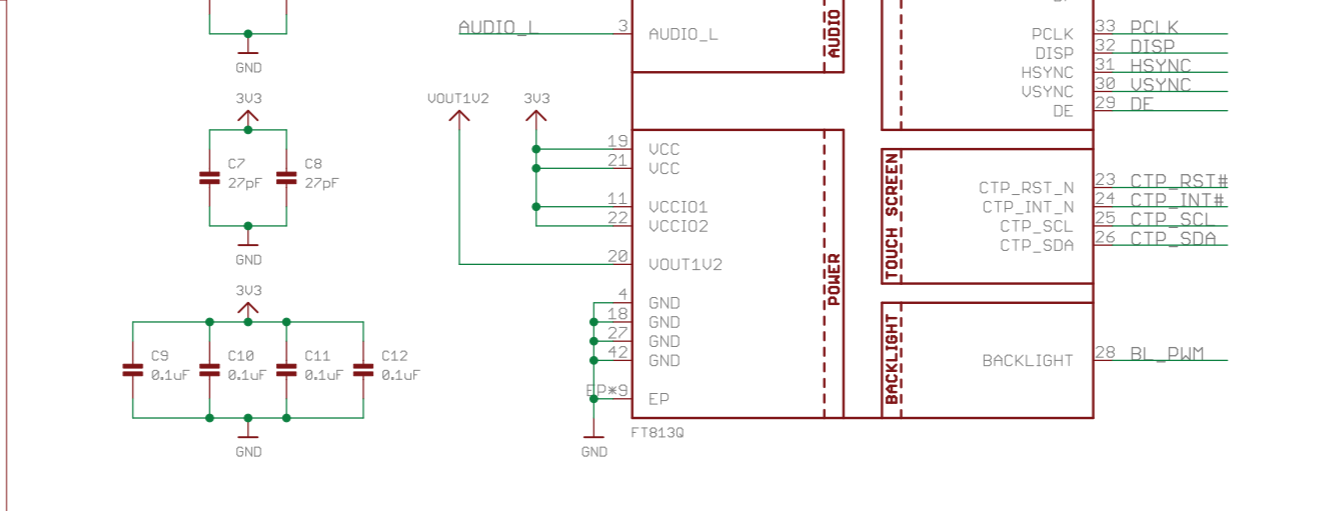 AUDIO_L 3 AUDIO_L AUDIO
GND
3V3
C7 27pF
C8 27pF
GND
3V3
C9 0.1uF
C10 0.1uF
C11 0.1uF
C12 0.1uF
GND
VOUT1V2 3V3
19 VCC
21 VCC
11 VCCIO1
22 VCCIO2
20 VOUT1V2
4 GND
18 GND
27 GND
42 GND
EP*9 EP
POWER
GND
FT813Q
PCLK 33 PCLK
DISP 32 DISP
HSYNC 31 HSYNC
VSYNC 30 VSYNC
DE 29 DE
TOUCH SCREEN
CTP_RST_N 23 CTP_RST#
CTP_INT_N 24 CTP_INT#
CTP_SCL 25 CTP_SCL
CTP_SDA 26 CTP_SDA
BACKLIGHT
BACKLIGHT 28 BL_PWM